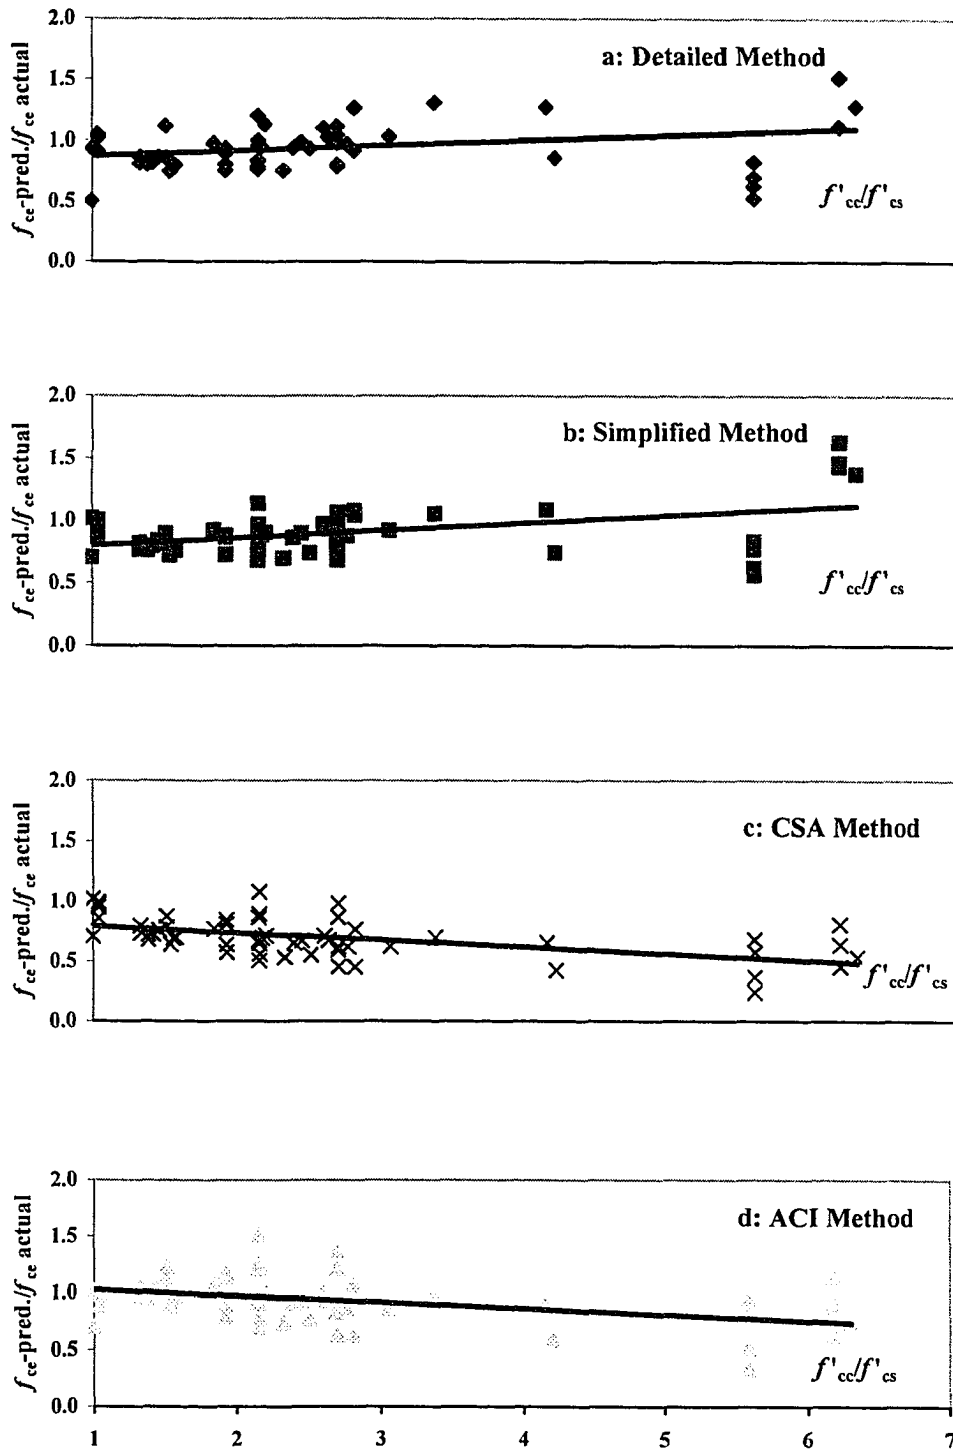 2.0
a: Detailed Method
1.5
1.0
0.5
0.0
f'cc/f'cs
fce-pred./fce actual
2.0
b: Simplified Method
1.5
1.0
0.5
0.0
f'cc/f'cs
fce-pred./fce actual
2.0
c: CSA Method
1.5
1.0
0.5
0.0
f'cc/f'cs
fce-pred./fce actual
2.0
d: ACI Method
1.5
1.0
0.5
0.0
f'cc/f'cs
fce-pred./fce actual
1 2 3 4 5 6 7